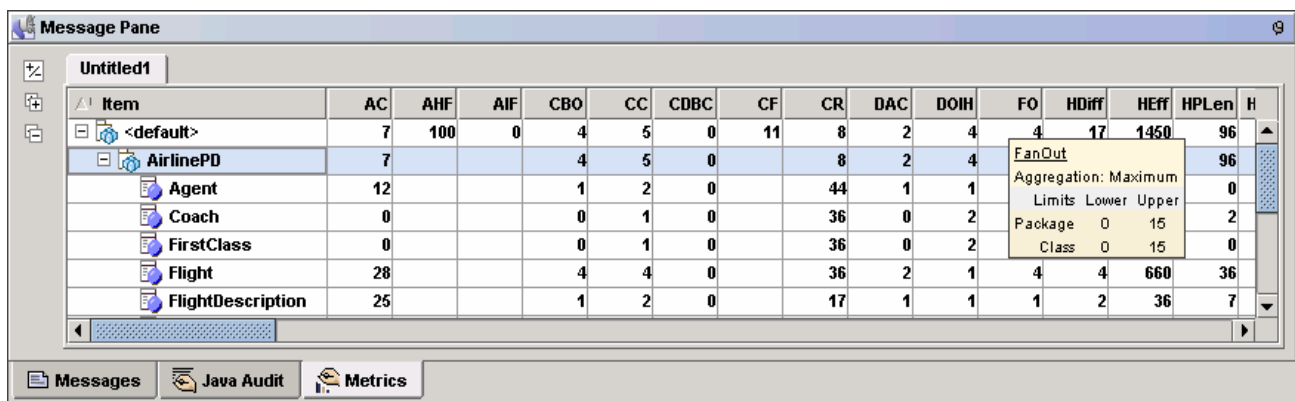 Message Pane
Untitled1
Item AC AHF AIF CBO CC CDBC CF CR DAC DOIH FO HDiff HEff HPLen H
<default> 7 100 0 4 5 0 11 8 2 4 4 17 1450 96
AirlinePD 7 4 5 0 8 2 4 96
Agent 12 1 2 0 44 1 1 0
Coach 0 0 1 0 36 0 2 2
FirstClass 0 0 1 0 36 0 2 0
Flight 28 4 4 0 36 2 1 4 4 660 36
FlightDescription 25 1 2 0 17 1 1 1 2 36 7
FanOut
Aggregation: Maximum
Limits Lower Upper
Package 0 15
Class 0 15
Messages Java Audit Metrics